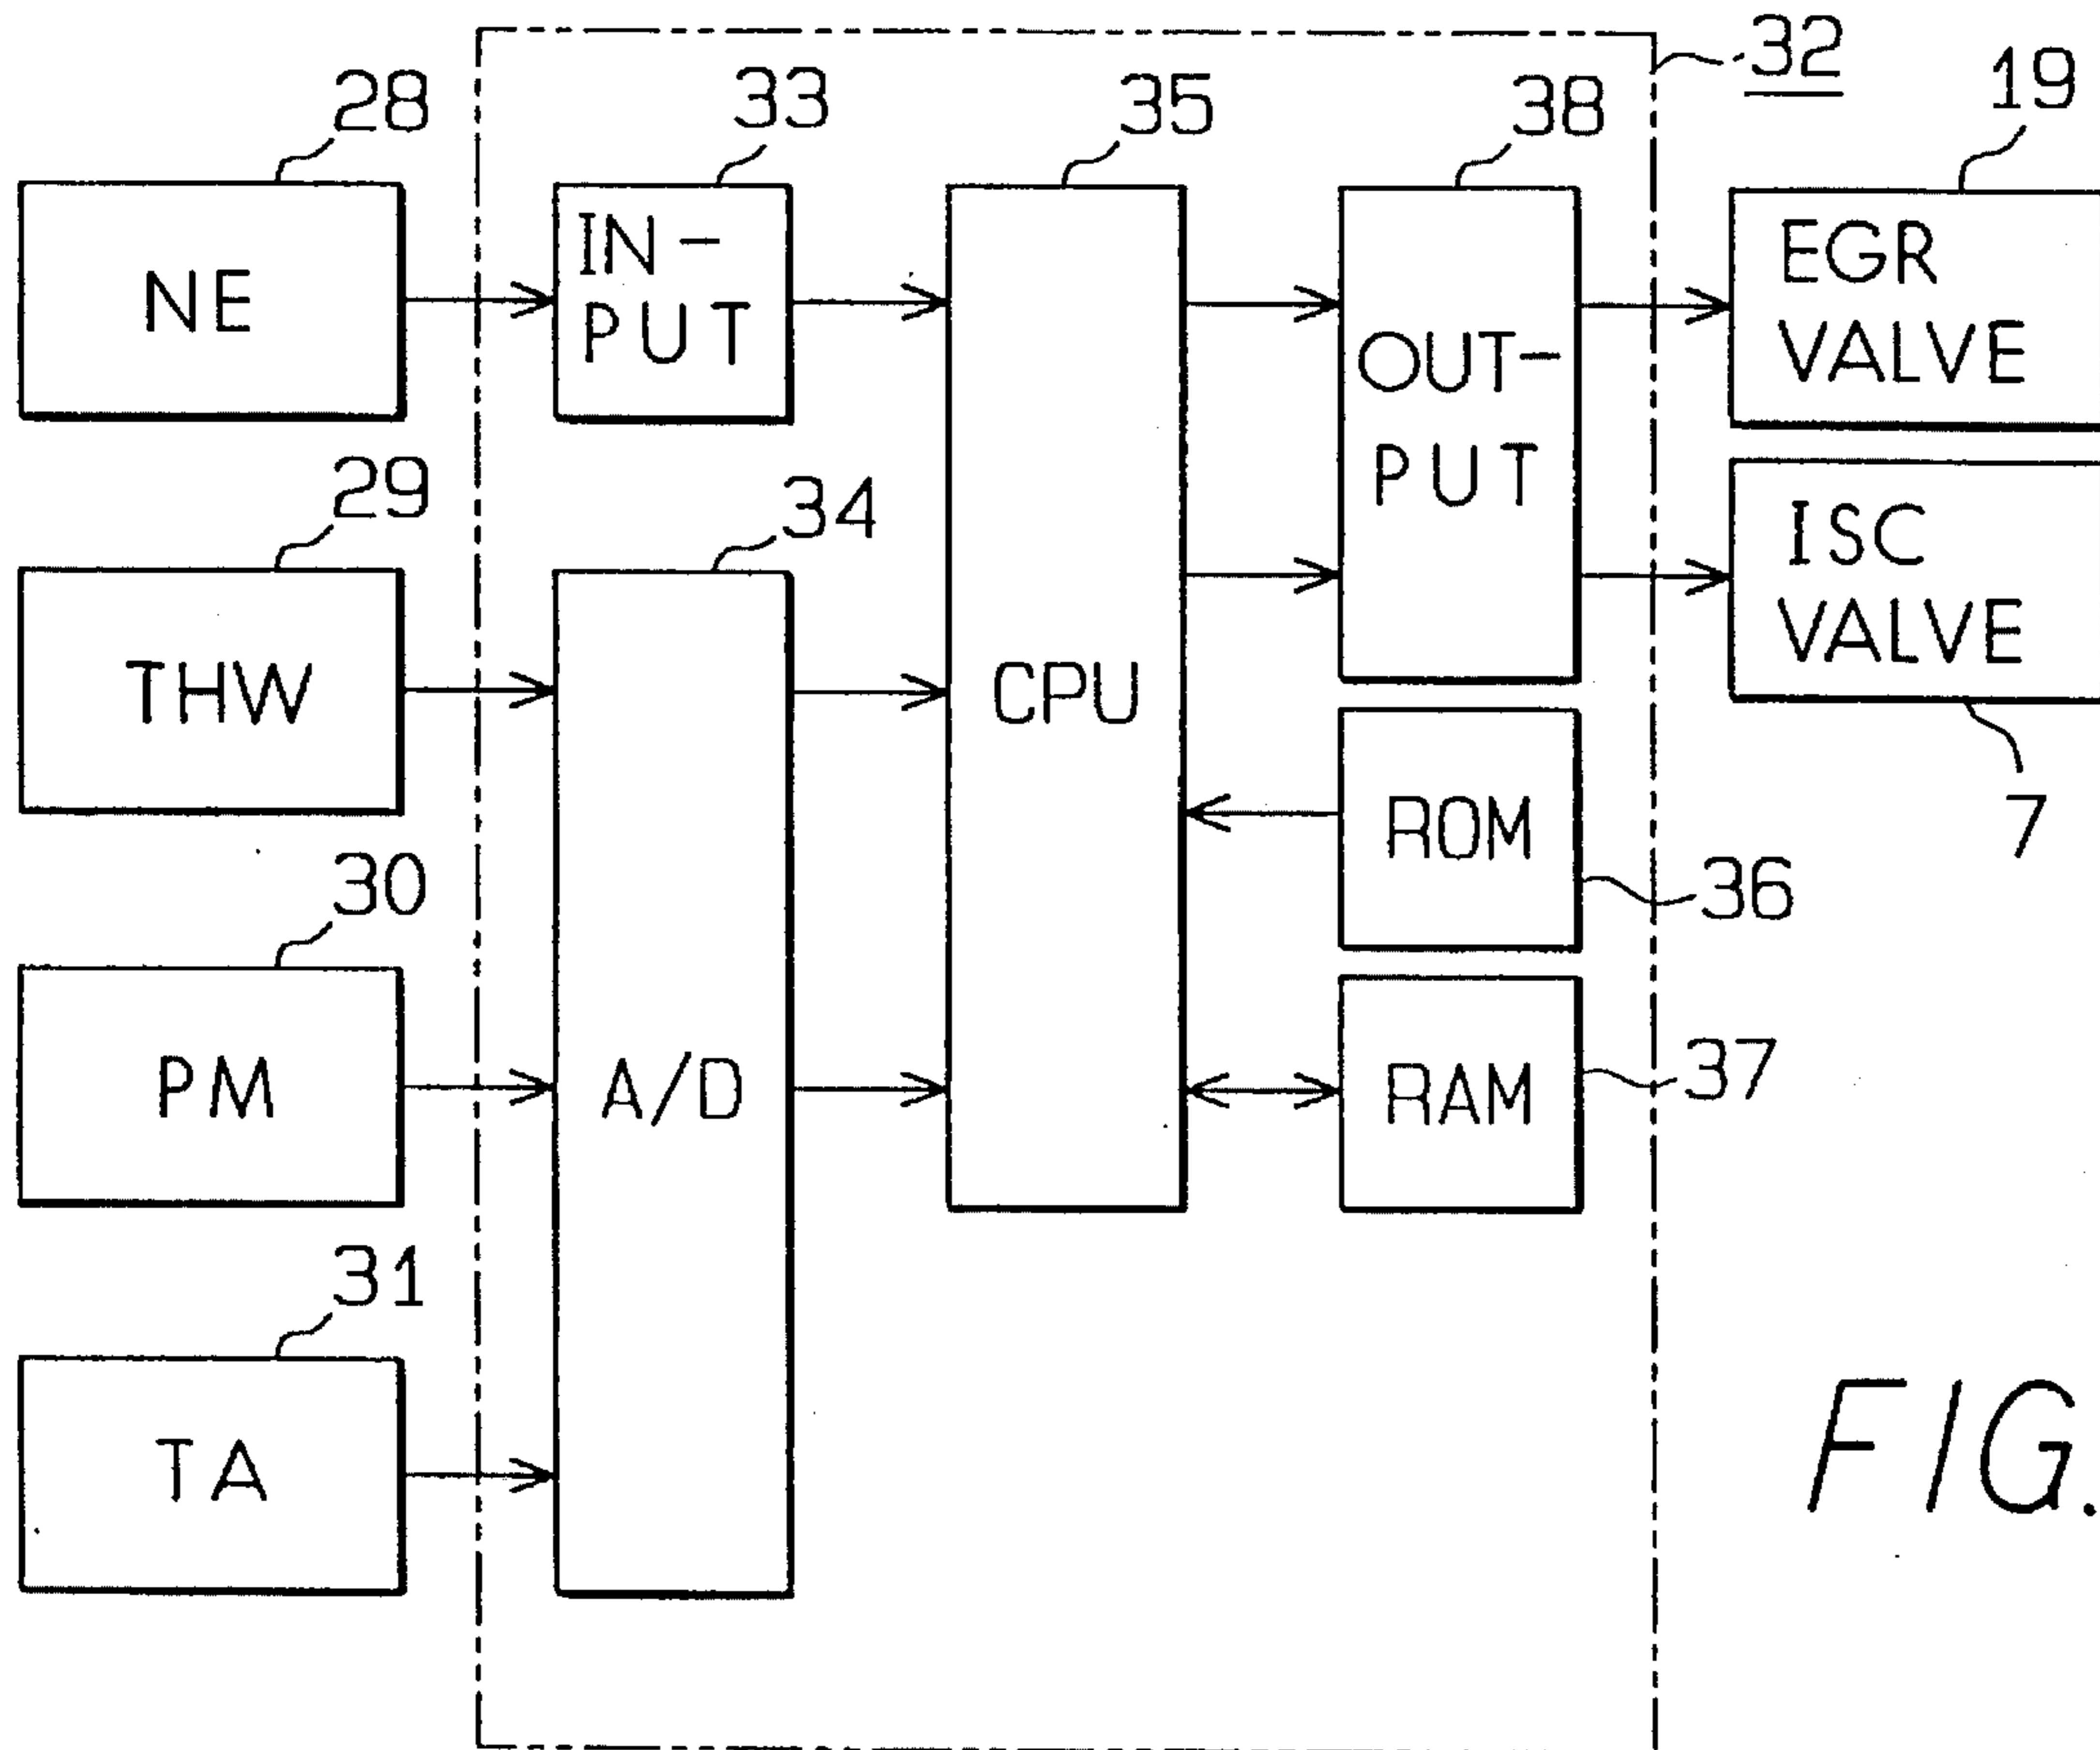 32
28
33
35
38
19
NE
IN-
PUT
EGR
VALVE
OUT-
PUT
29
34
ISC
VALVE
THW
CPU
7
ROM
36
30
PM
A/D
RAM
37
31
TA
FIG.